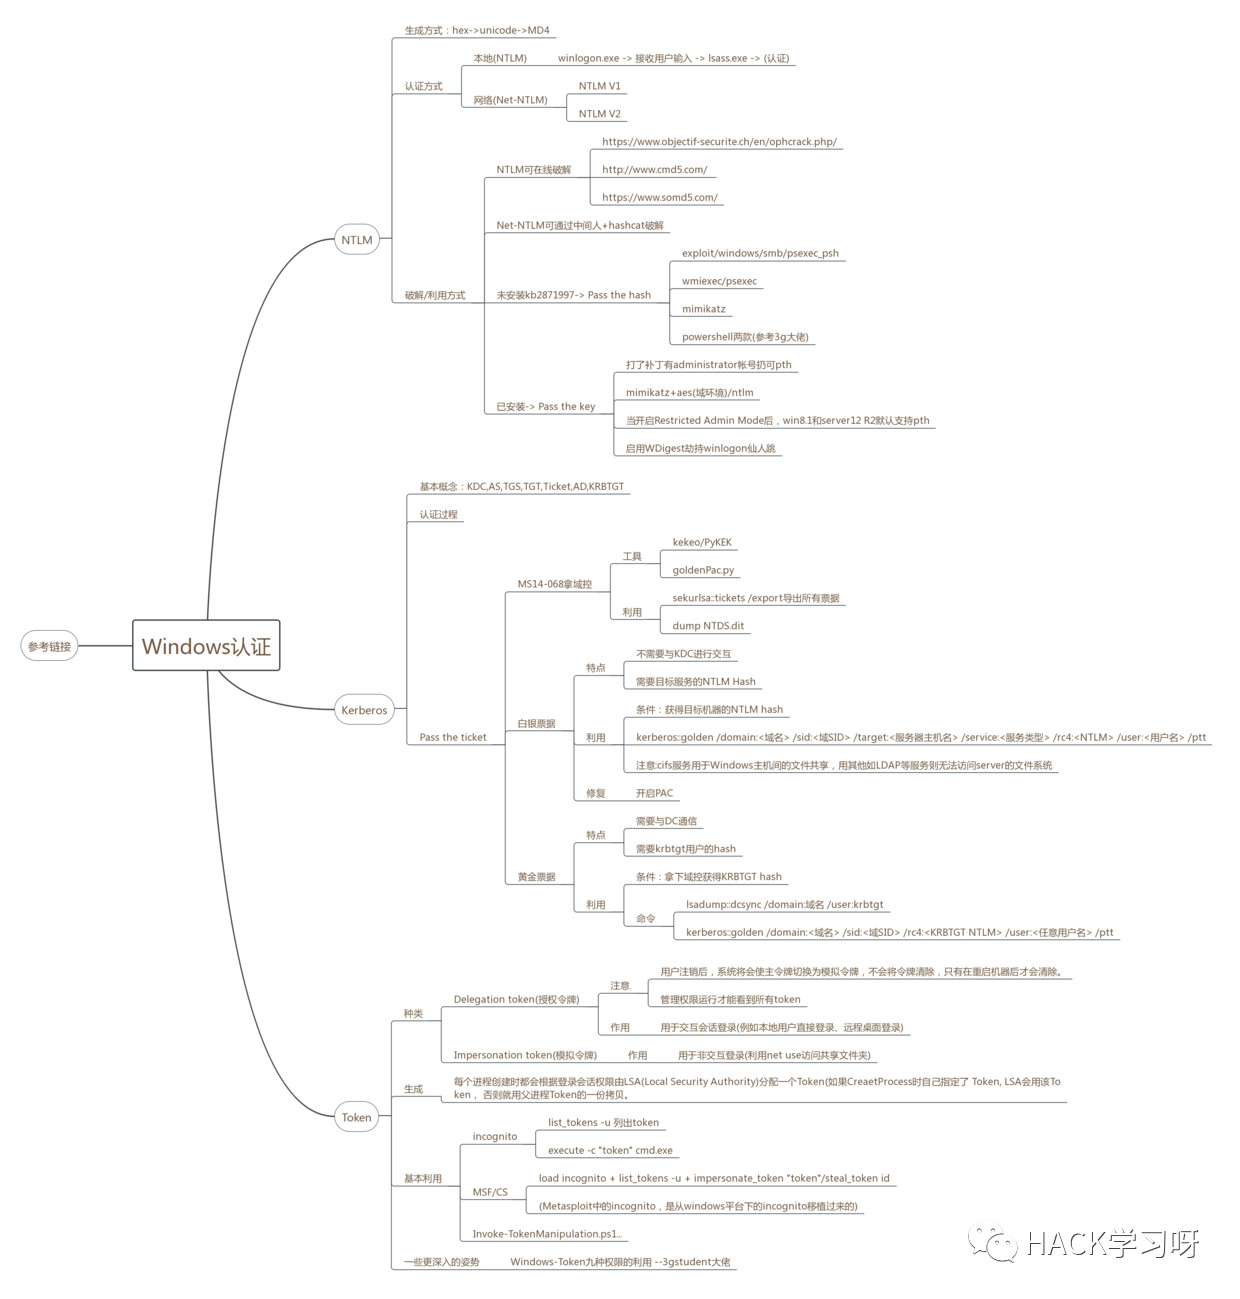 生成方式：hex->unicode->MD4
本地(NTLM)
winlogon.exe -> 接收用户输入 -> lsass.exe -> (认证)
认证方式
网络(Net-NTLM)
NTLM V1
NTLM V2
https://www.objectif-securite.ch/en/ophcrack.php/
NTLM可在线破解
http://www.cmd5.com/
https://www.somd5.com/
NTLM
Net-NTLM可通过中间人+hashcat破解
exploit/windows/smb/psexec_psh
wmiexec/psexec
破解/利用方式
未安装kb2871997-> Pass the hash
mimikatz
powershell两款(参考3g大佬)
打了补丁有administrator帐号扔可pth
mimikatz+aes(域环境)/ntlm
已安装-> Pass the key
当开启Restricted Admin Mode后，win8.1和server12 R2默认支持pth
启用WDigest劫持winlogon仙人跳
基本概念：KDC,AS,TGS,TGT,Ticket,AD,KRBTGT
认证过程
kekeo/PyKEK
工具
goldenPac.py
MS14-068拿域控
sekurlsa::tickets /export导出所有票据
利用
dump NTDS.dit
参考链接
Windows认证
不需要与KDC进行交互
特点
需要目标服务的NTLM Hash
Kerberos
条件：获得目标机器的NTLM hash
白银票据
Pass the ticket
利用
kerberos::golden /domain:<域名> /sid:<域SID> /target:<服务器主机名> /service:<服务类型> /rc4:<NTLM> /user:<用户名> /ptt
注意:cifs服务用于Windows主机间的文件共享，用其他如LDAP等服务则无法访问server的文件系统
修复
开启PAC
需要与DC通信
特点
需要krbtgt用户的hash
黄金票据
条件：拿下域控获得KRBTGT hash
利用
lsadump::dcsync /domain:域名 /user:krbtgt
命令
kerberos::golden /domain:<域名> /sid:<域SID> /rc4:<KRBTGT NTLM> /user:<任意用户名> /ptt
用户注销后，系统将会使主令牌切换为模拟令牌，不会将令牌清除，只有在重启机器后才会清除。
注意
Delegation token(授权令牌)
管理权限运行才能看到所有token
种类
作用
用于交互会话登录(例如本地用户直接登录、远程桌面登录)
Impersonation token(模拟令牌)
作用
用于非交互登录(利用net use访问共享文件夹)
生成
每个进程创建时都会根据登录会话权限由LSA(Local Security Authority)分配一个Token(如果CreaetProcess时自己指定了 Token, LSA会用该To
ken， 否则就用父进程Token的一份拷贝。
Token
list_tokens -u 列出token
incognito
execute -c "token" cmd.exe
基本利用
load incognito + list_tokens -u + impersonate_token "token"/steal_token id
MSF/CS
(Metasploit中的incognito，是从windows平台下的incognito移植过来的)
Invoke-TokenManipulation.ps1...
一些更深入的姿势
Windows-Token九种权限的利用 --3gstudent大佬
HACK学习呀